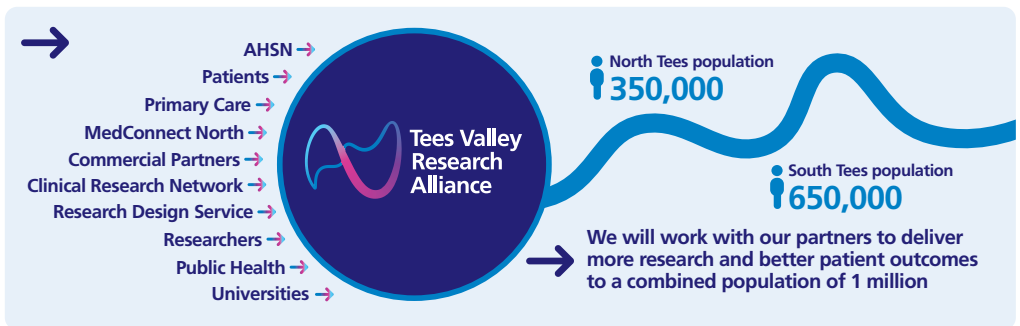 AHSN
Patients
Primary Care
MedConnect North
Commercial Partners
Clinical Research Network
Research Design Service
Researchers
Public Health
Universities
Tees Valley
Research
Alliance
North Tees population
350,000
South Tees population
650,000
We will work with our partners to deliver
more research and better patient outcomes
to a combined population of 1 million